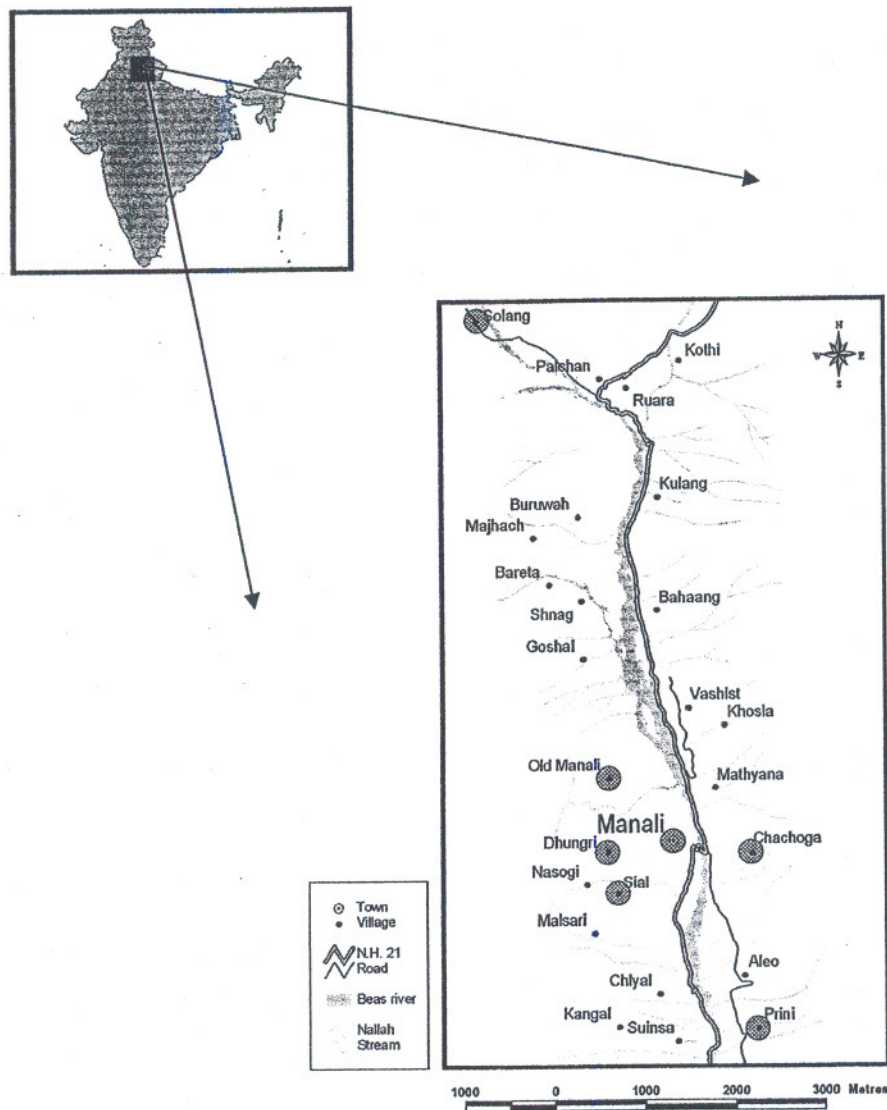 Solang
N
W E
S
Kothi
Palchan
Ruara
Kulang
Buruwah
Majhach
Bareta
Shnag
Bahaang
Goshal
Vashist
Khosla
Old Manali
Mathyana
Manali
Dhungri
Chachoga
Nasogi
Sial
Malsari
Aleo
Chlyal
Kangal
Suinsa
Prini
Town
Village
N.H. 21
Road
Beas river
Nallah
Stream
1000 0 1000 2000 3000 Metres